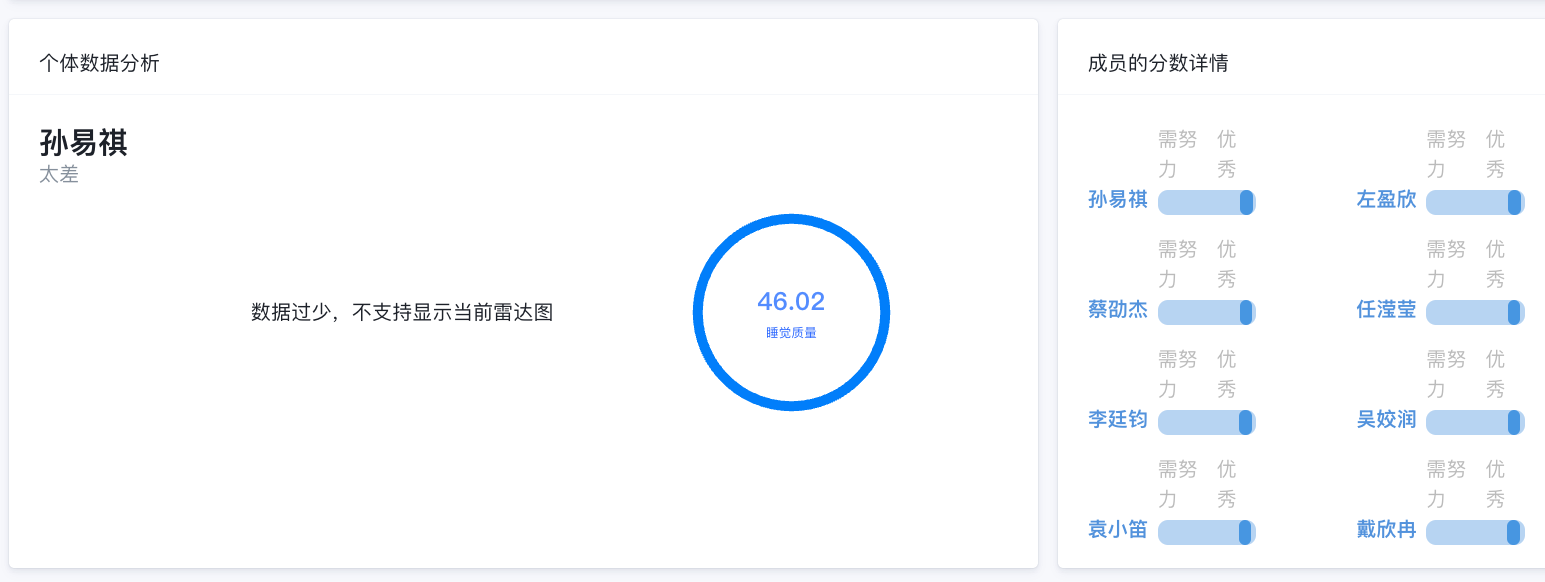 个体数据分析
孙易祺
太差
数据过少，不支持显示当前雷达图
46.02
睡觉质量
成员的分数详情
需努力 优秀
孙易祺
需努力 优秀
左盈欣
需努力 优秀
蔡劭杰
需努力 优秀
任滢莹
需努力 优秀
李廷钧
需努力 优秀
吴姣润
需努力 优秀
袁小笛
需努力 优秀
戴欣冉